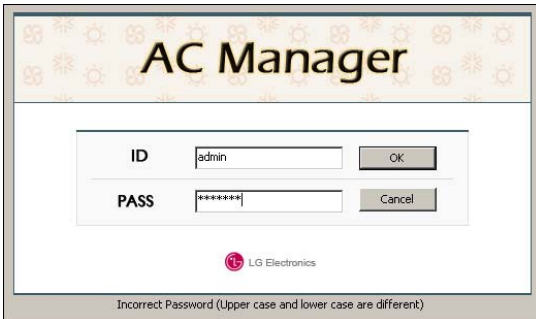 AC Manager
ID admin OK
PASS ******* Cancel
LG Electronics
Incorrect Password (Upper case and lower case are different)